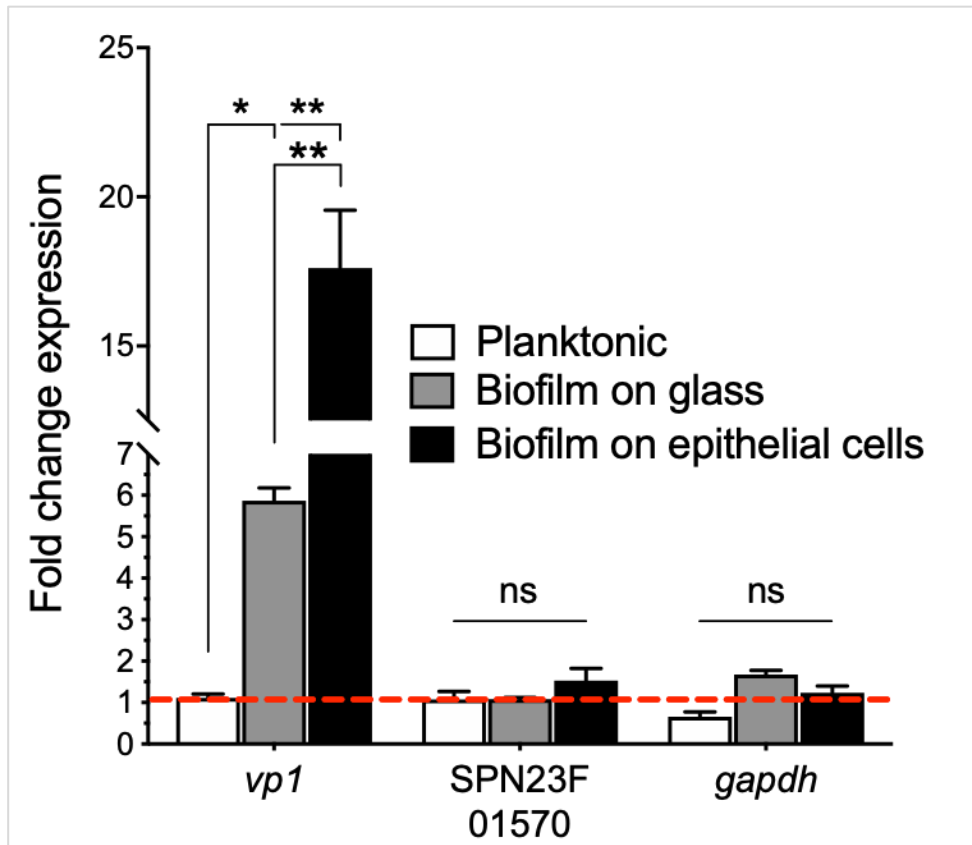 Fold change expression
25
20
15
7
6
5
4
3
2
1
0
* **
**
Planktonic
Biofilm on glass
Biofilm on epithelial cells
ns ns
vp1 SPN23F gapdh
01570